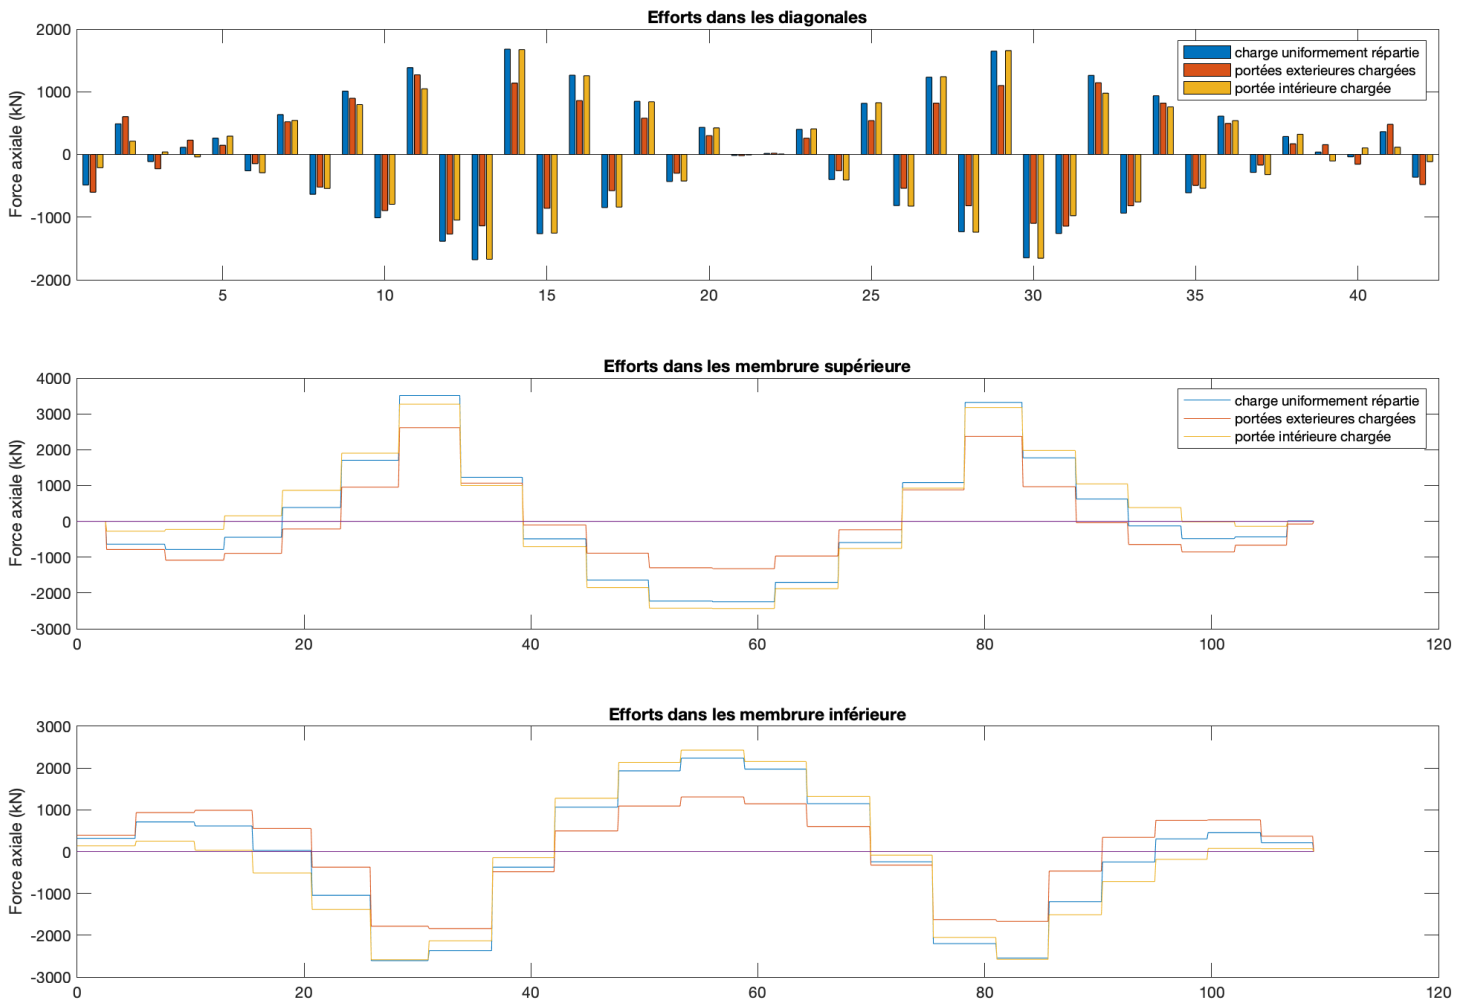 Efforts dans les diagonales
Force axiale (kN)
2000
1000
0
-1000
-2000
charge uniformement répartie
portées exterieures chargées
portée intérieure chargée
5 10 15 20 25 30 35 40
Efforts dans les membrure supérieure
Force axiale (kN)
4000
3000
2000
1000
0
-1000
-2000
-3000
charge uniformement répartie
portées exterieures chargées
portée intérieure chargée
0 20 40 60 80 100 120
Efforts dans les membrure inférieure
Force axiale (kN)
3000
2000
1000
0
-1000
-2000
-3000
0 20 40 60 80 100 120